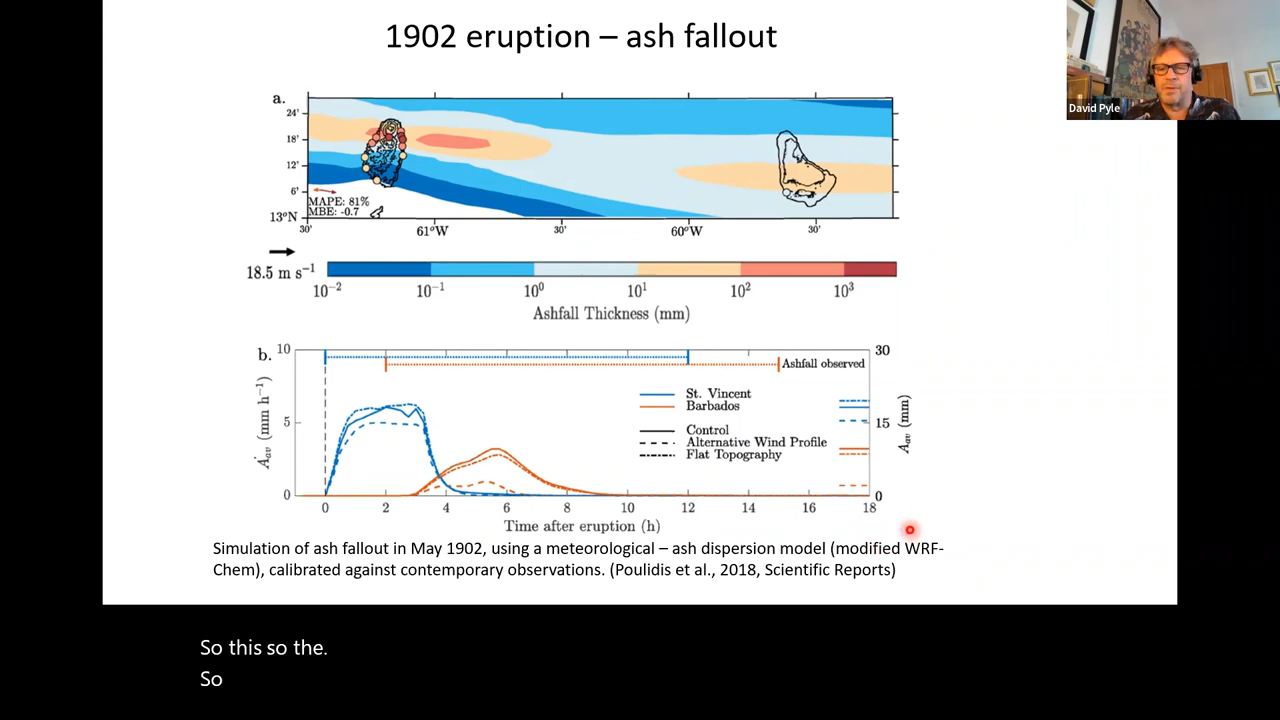 1902 eruption – ash fallout
David Pyle
a.
24'
18'
12'
6'
13°N
MAPE: 81%
MBE: -0.7
30'
61°W
30'
60°W
30'
18.5 m s⁻¹
10⁻²
10⁻¹
10⁰
10¹
10²
10³
Ashfall Thickness (mm)
b.
10
5
0
Ȧav (mm h⁻¹)
30
15
0
Aav (mm)
Ashfall observed
St. Vincent
Barbados
Control
Alternative Wind Profile
Flat Topography
0
2
4
6
8
10
12
14
16
18
Time after eruption (h)
Simulation of ash fallout in May 1902, using a meteorological – ash dispersion model (modified WRF-
Chem), calibrated against contemporary observations. (Poulidis et al., 2018, Scientific Reports)
So this so the.
So